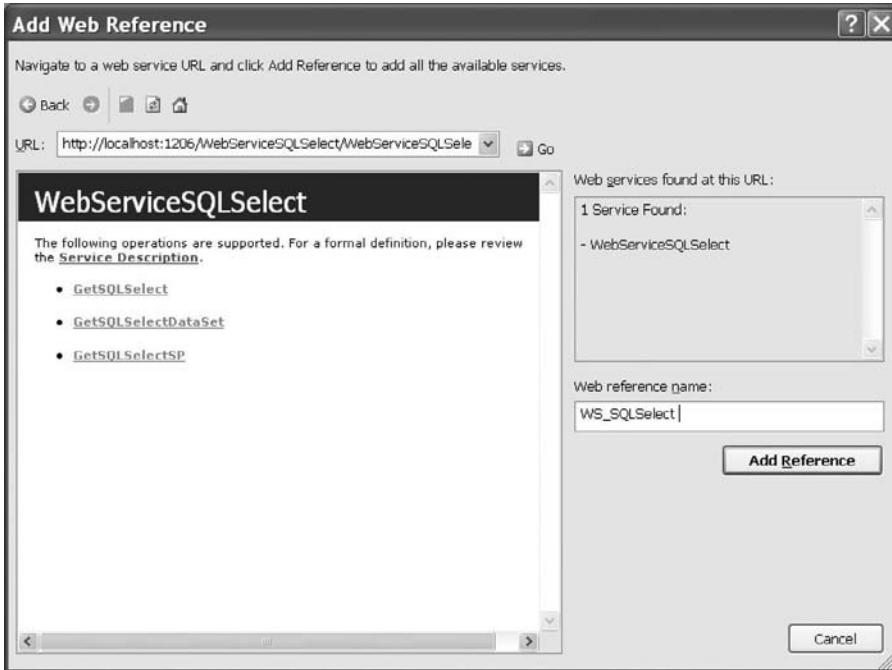 Add Web Reference
Navigate to a web service URL and click Add Reference to add all the available services.
Back
URL: http://localhost:1206/WebServiceSQLSelect/WebServiceSQLSele Go
WebServiceSQLSelect
The following operations are supported. For a formal definition, please review
the Service Description.
• GetSQLSelect
• GetSQLSelectDataSet
• GetSQLSelectSP
Web services found at this URL:
1 Service Found:
- WebServiceSQLSelect
Web reference name:
WS_SQLSelect
Add Reference
Cancel